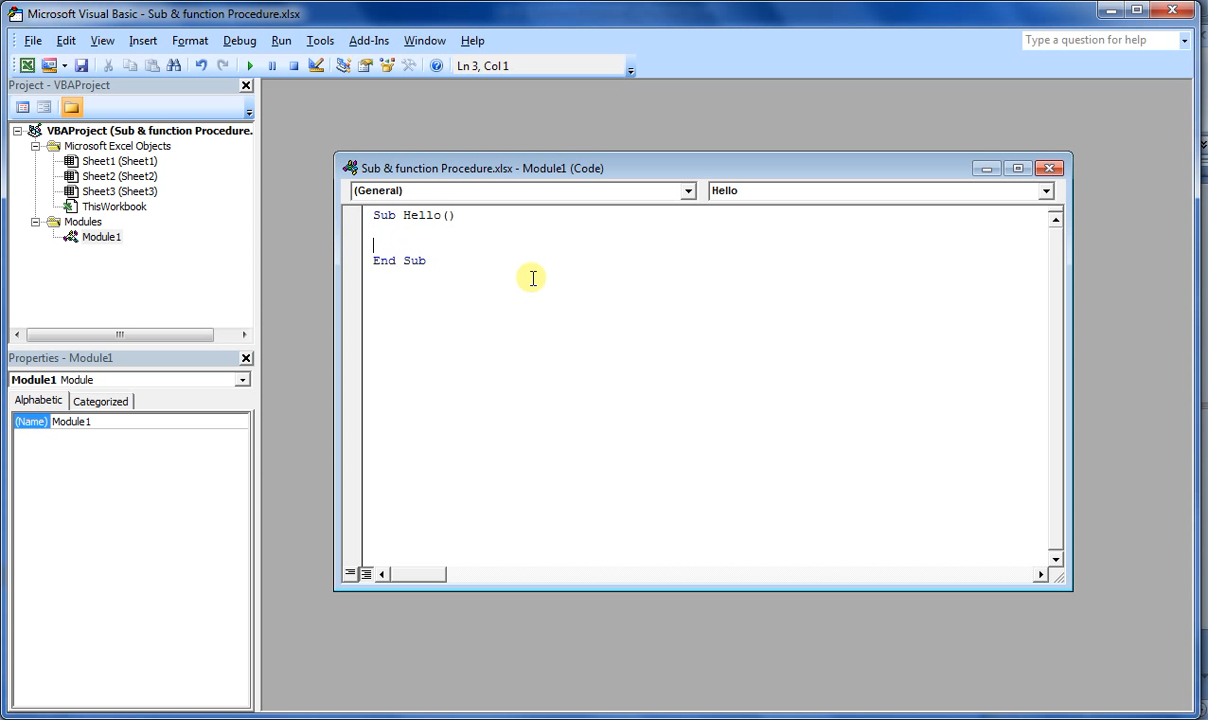 Microsoft Visual Basic - Sub & function Procedure.xlsx
File Edit View Insert Format Debug Run Tools Add-Ins Window Help
Type a question for help
Ln 3, Col 1
Project - VBAProject
VBAProject (Sub & function Procedure.
Microsoft Excel Objects
Sheet1 (Sheet1)
Sheet2 (Sheet2)
Sheet3 (Sheet3)
ThisWorkbook
Modules
Module1
Properties - Module1
Module1 Module
Alphabetic Categorized
(Name) Module1
Sub & function Procedure.xlsx - Module1 (Code)
(General) Hello
Sub Hello()
End Sub